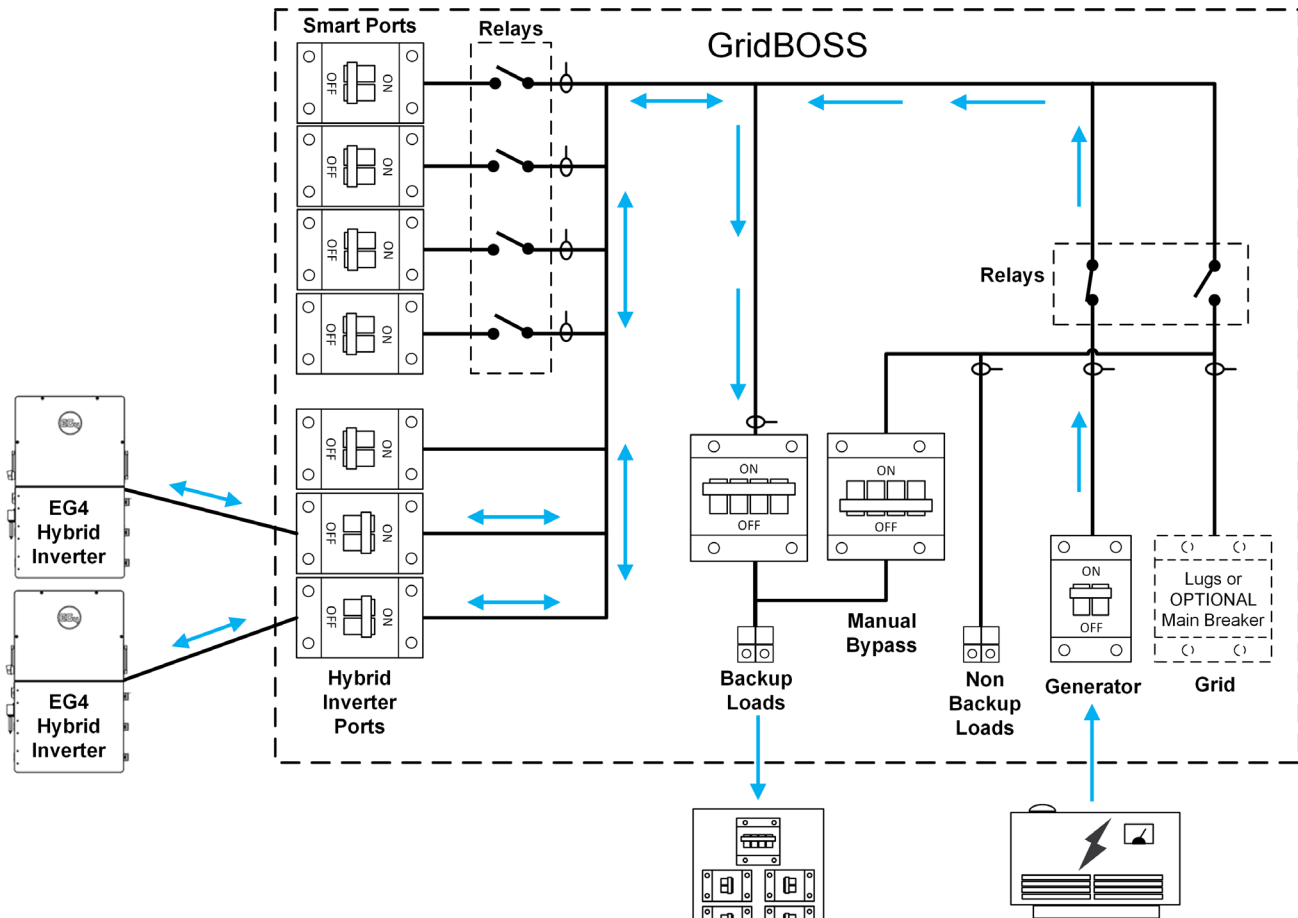 GridBOSS
Smart Ports
Relays
ON
OFF
ON
OFF
ON
OFF
ON
OFF
Relays
ON
OFF
ON
OFF
ON
OFF
Hybrid
Inverter
Ports
EG4
Hybrid
Inverter
EG4
Hybrid
Inverter
ON
OFF
Backup
Loads
ON
OFF
Manual
Bypass
Non
Backup
Loads
ON
OFF
Generator
Lugs or
OPTIONAL
Main Breaker
Grid